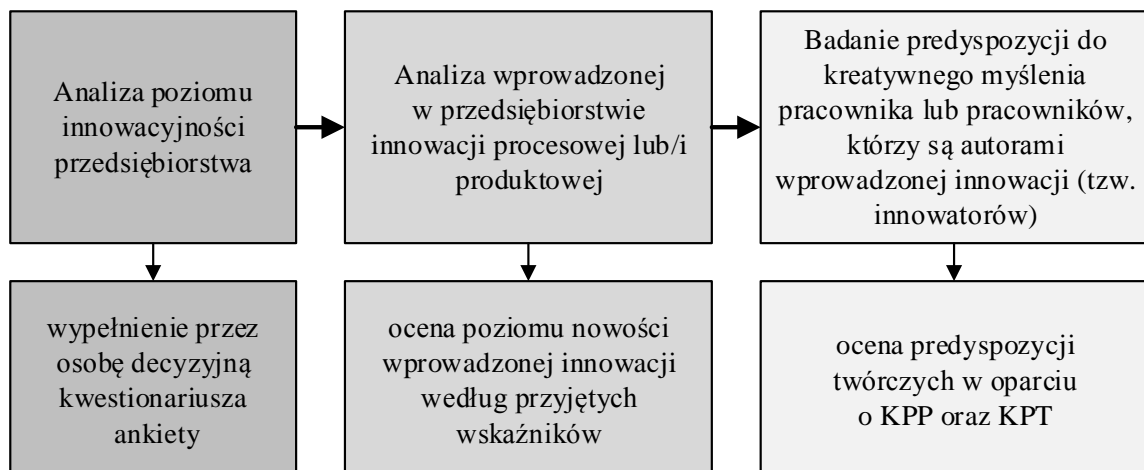 Analiza poziomu
innowacyjności
przedsiębiorstwa
Analiza wprowadzonej
w przedsiębiorstwie
innowacji procesowej lub/i
produktowej
Badanie predyspozycji do
kreatywnego myślenia
pracownika lub pracowników,
którzy są autorami
wprowadzonej innowacji (tzw.
innowatorów)
wypełnienie przez
osobę decyzyjną
kwestionariusza
ankiety
ocena poziomu nowości
wprowadzonej innowacji
według przyjętych
wskaźników
ocena predyspozycji
twórczych w oparciu
o KPP oraz KPT